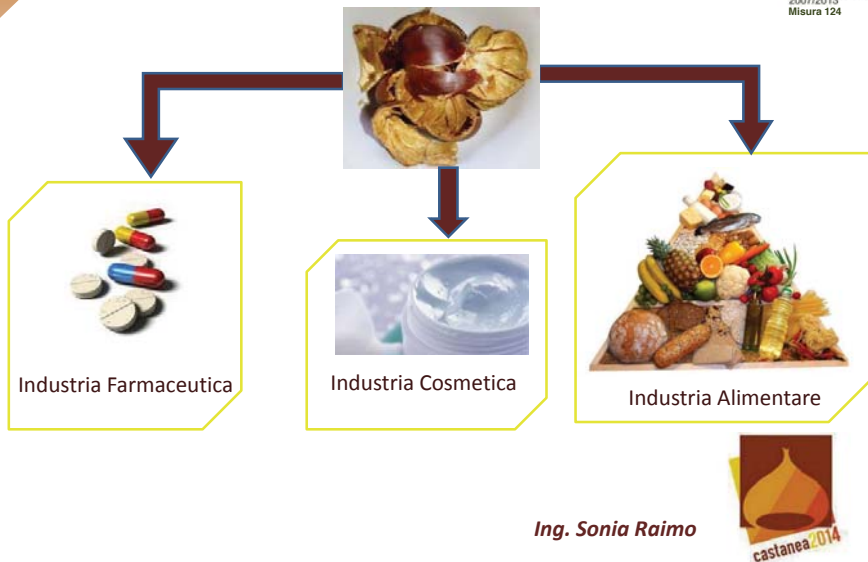 2007/2013
Misura 124
Industria Farmaceutica
Industria Cosmetica
Industria Alimentare
Ing. Sonia Raimo
castanea2014